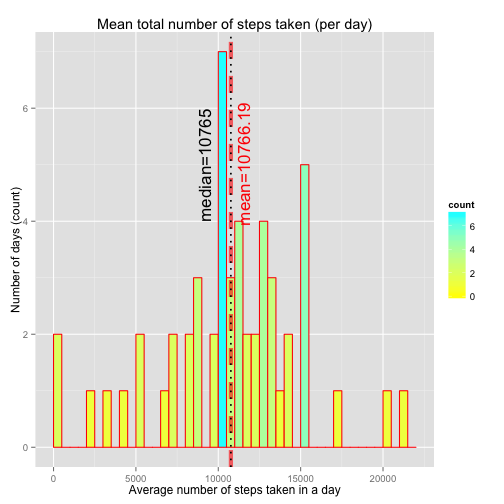 Mean total number of steps taken (per day)
Number of days (count)
6
4
2
0
median=10765
mean=10766.19
count
6
4
2
0
0
5000
10000
15000
20000
Average number of steps taken in a day